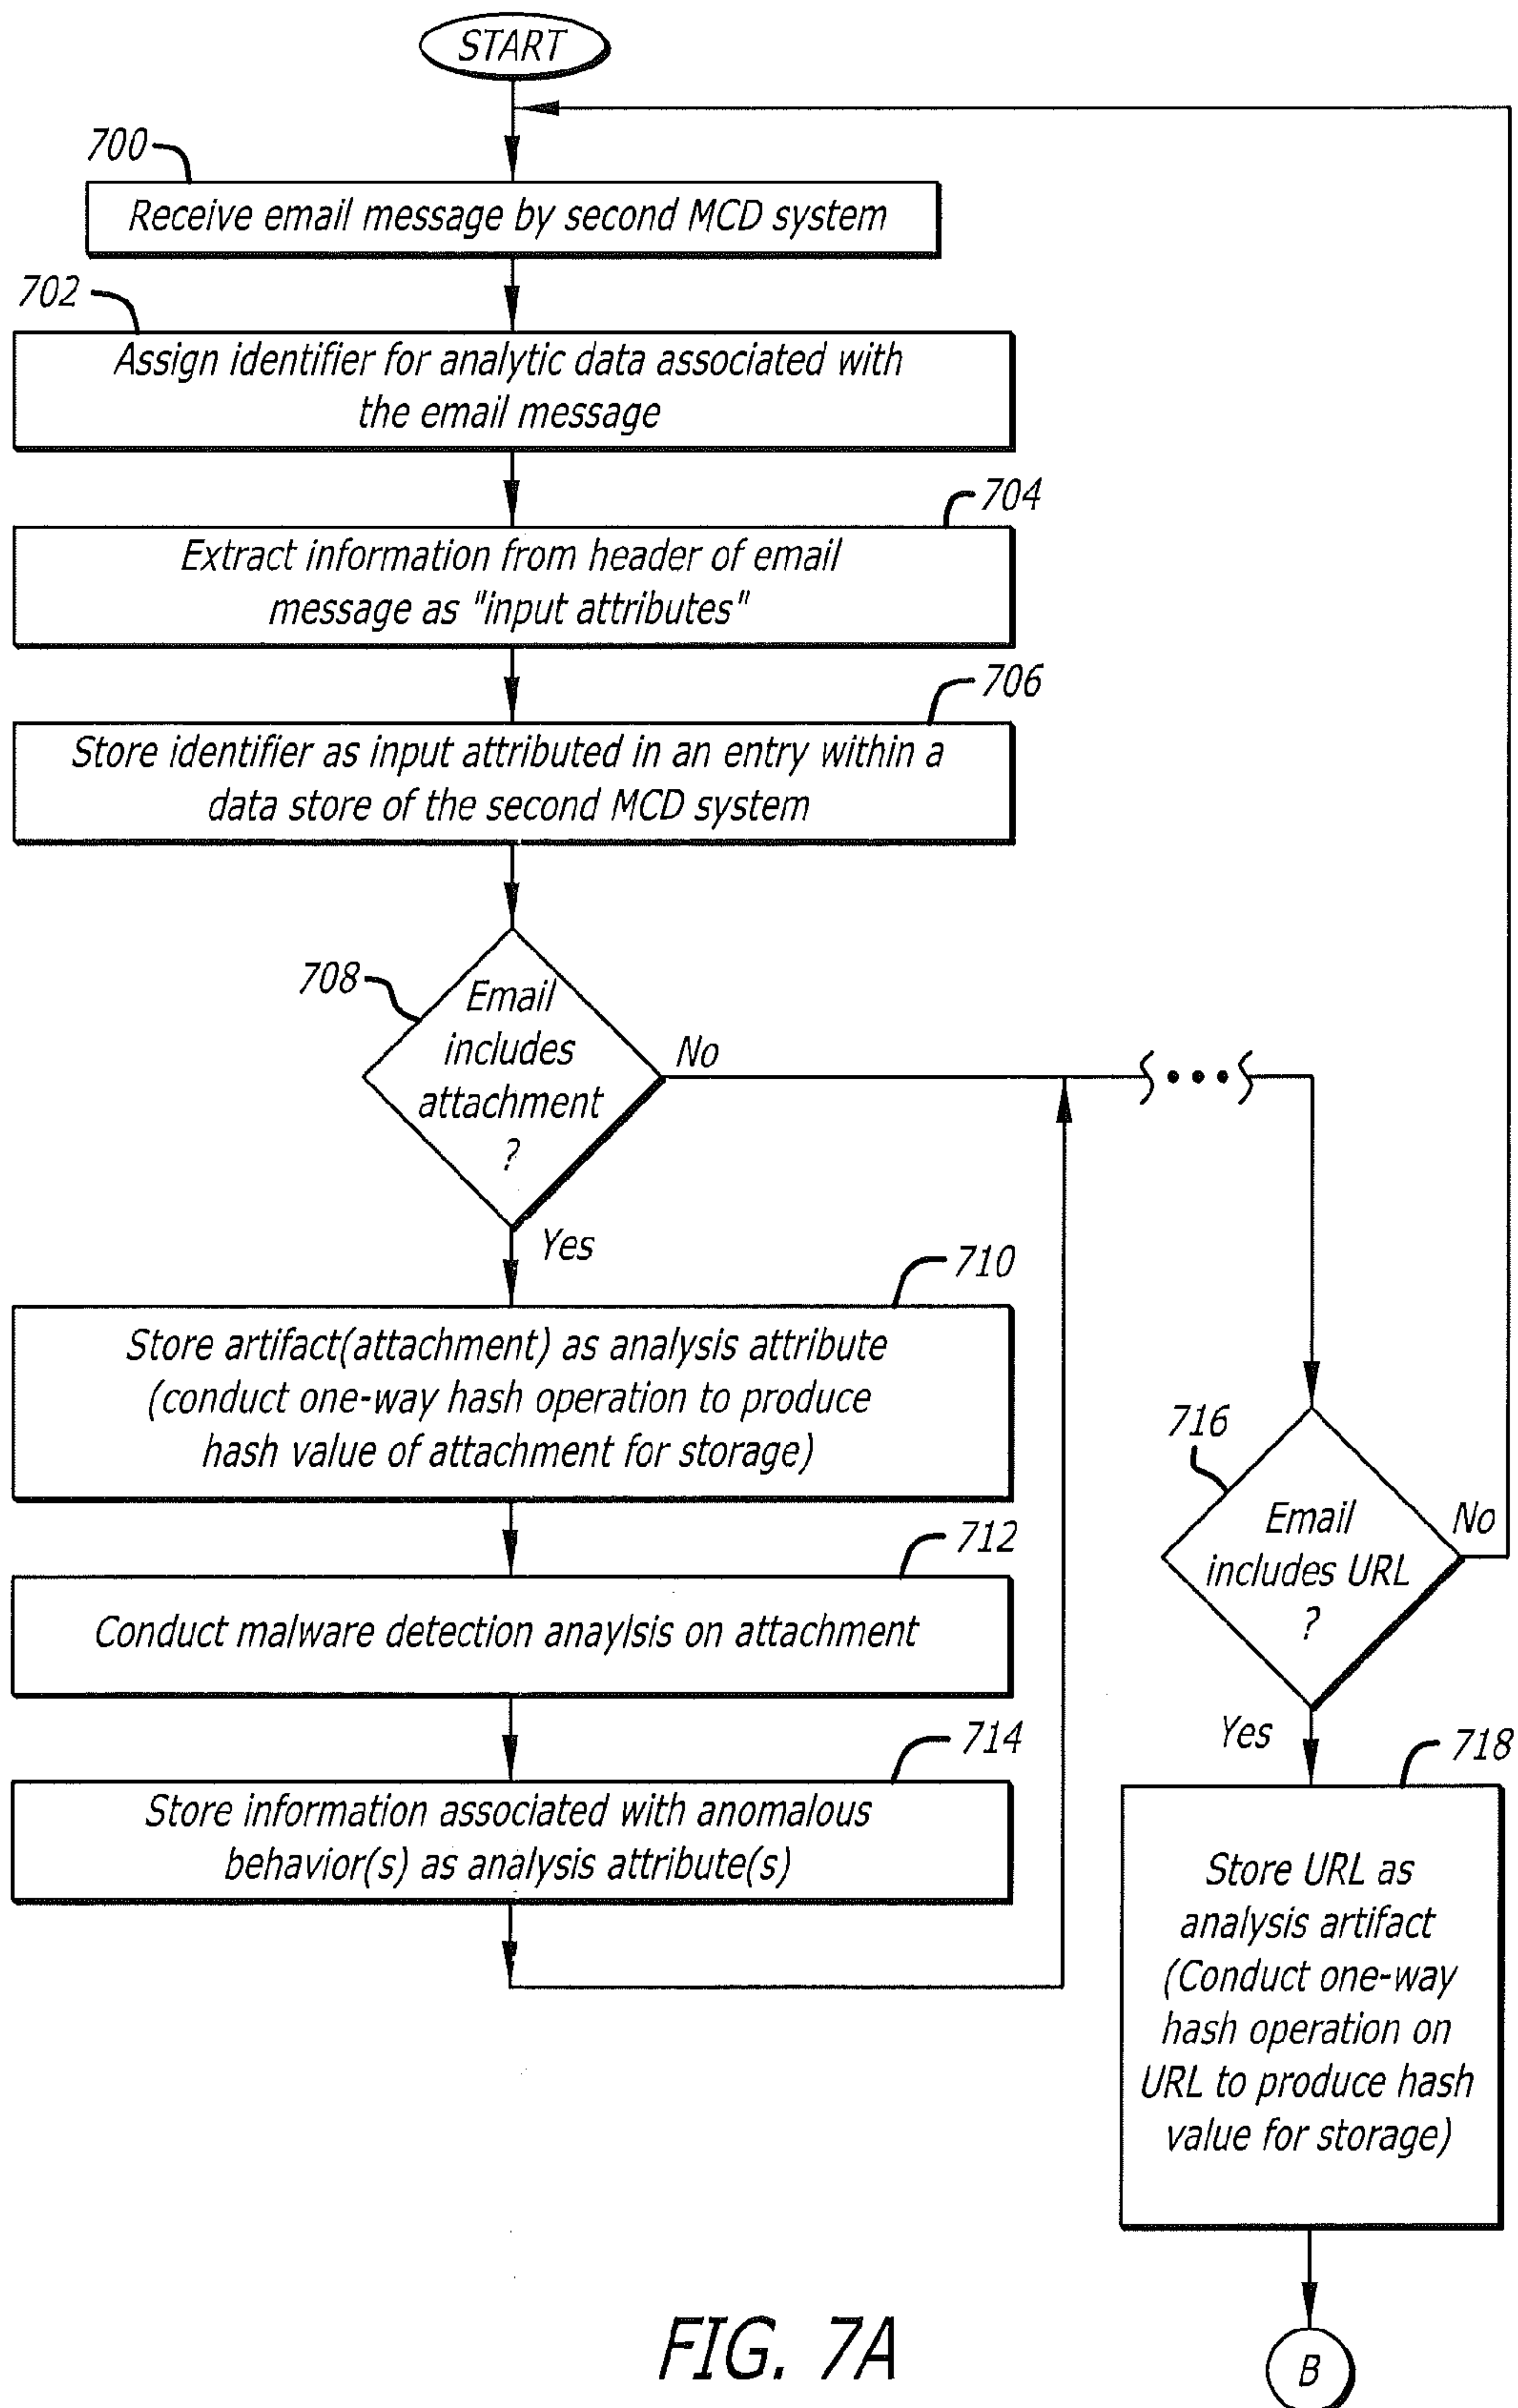 START
700
Receive email message by second MCD system
702
Assign identifier for analytic data associated with
the email message
704
Extract information from header of email
message as "input attributes"
706
Store identifier as input attributed in an entry within a
data store of the second MCD system
708
Email
includes
attachment
?
No
Yes
710
Store artifact(attachment) as analysis attribute
(conduct one-way hash operation to produce
hash value of attachment for storage)
712
Conduct malware detection anaylsis on attachment
714
Store information associated with anomalous
behavior(s) as analysis attribute(s)
716
Email
includes URL
?
No
Yes
718
Store URL as
analysis artifact
(Conduct one-way
hash operation on
URL to produce hash
value for storage)
B
FIG. 7A